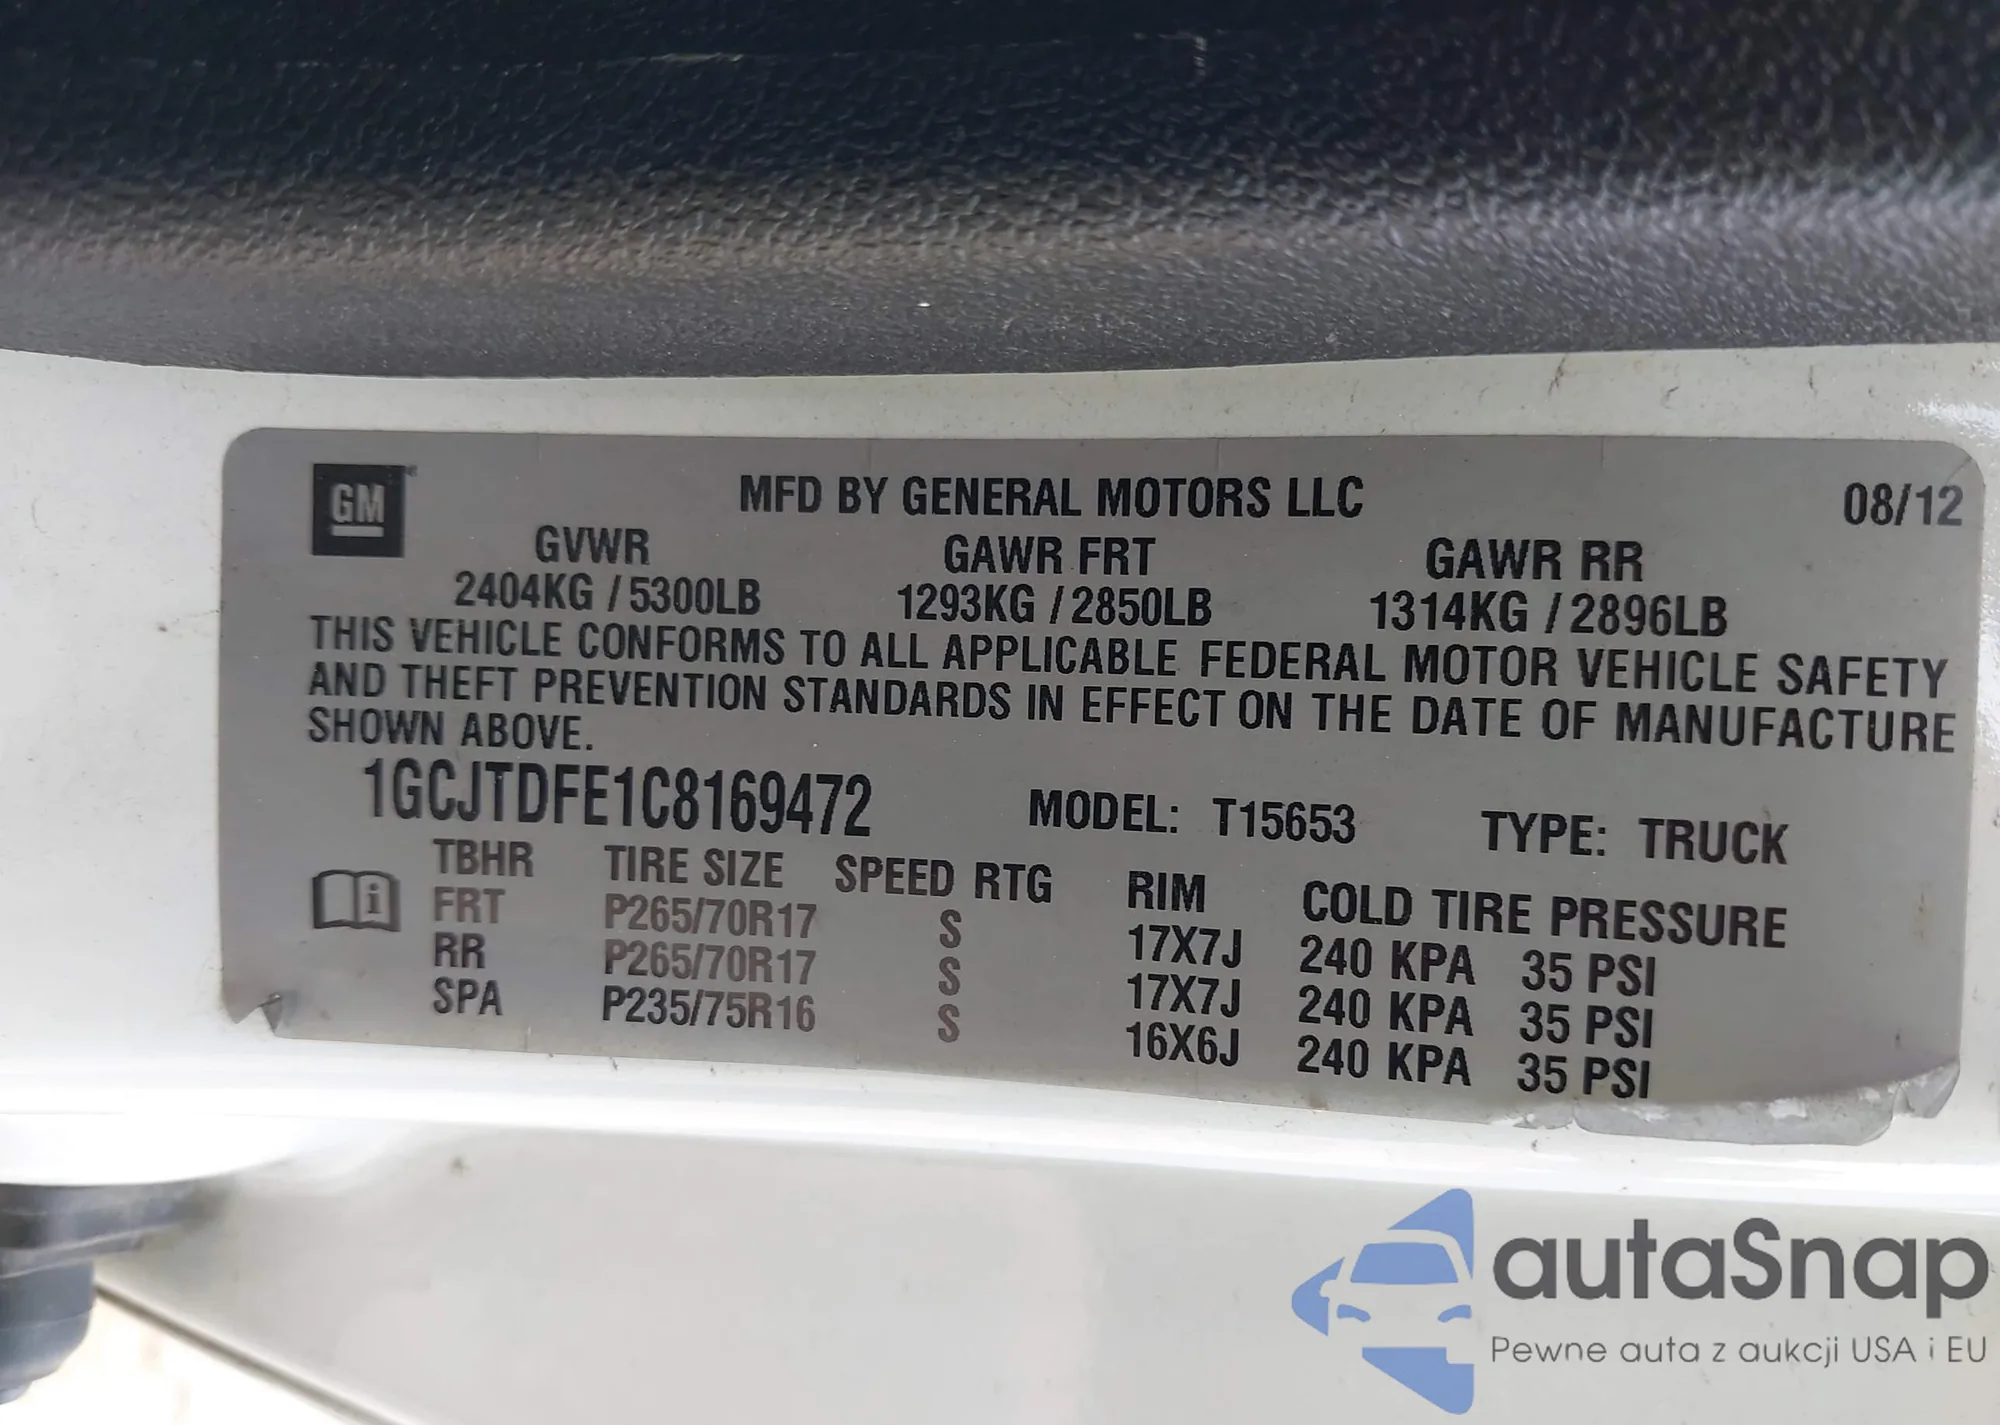 GM
MFD BY GENERAL MOTORS LLC 08/12
GVWR GAWR FRT GAWR RR
2404KG / 5300LB 1293KG / 2850LB 1314KG / 2896LB
THIS VEHICLE CONFORMS TO ALL APPLICABLE FEDERAL MOTOR VEHICLE SAFETY
AND THEFT PREVENTION STANDARDS IN EFFECT ON THE DATE OF MANUFACTURE
SHOWN ABOVE.
1GCJTDFE1C8169472 MODEL: T15653 TYPE: TRUCK
TBHR TIRE SIZE SPEED RTG RIM COLD TIRE PRESSURE
FRT P265/70R17 S 17X7J 240 KPA 35 PSI
RR P265/70R17 S 17X7J 240 KPA 35 PSI
SPA P235/75R16 S 16X6J 240 KPA 35 PSI
autaSnap
Pewne auta z aukcji USA i EU